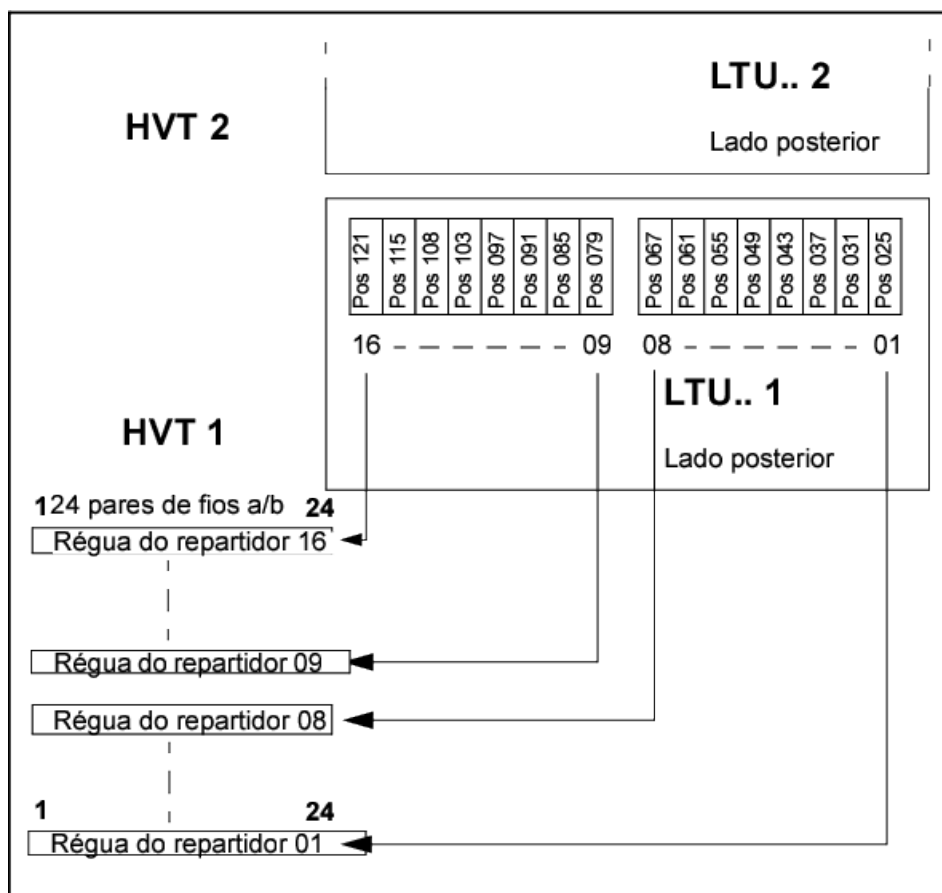 LTU.. 2
HVT 2
Lado posterior
Pos 121
Pos 115
Pos 108
Pos 103
Pos 097
Pos 091
Pos 085
Pos 079
Pos 067
Pos 061
Pos 055
Pos 049
Pos 043
Pos 037
Pos 031
Pos 025
16 09 08 01
LTU.. 1
HVT 1
Lado posterior
124 pares de fios a/b 24
Régua do repartidor 16
Régua do repartidor 09
Régua do repartidor 08
1 24
Régua do repartidor 01